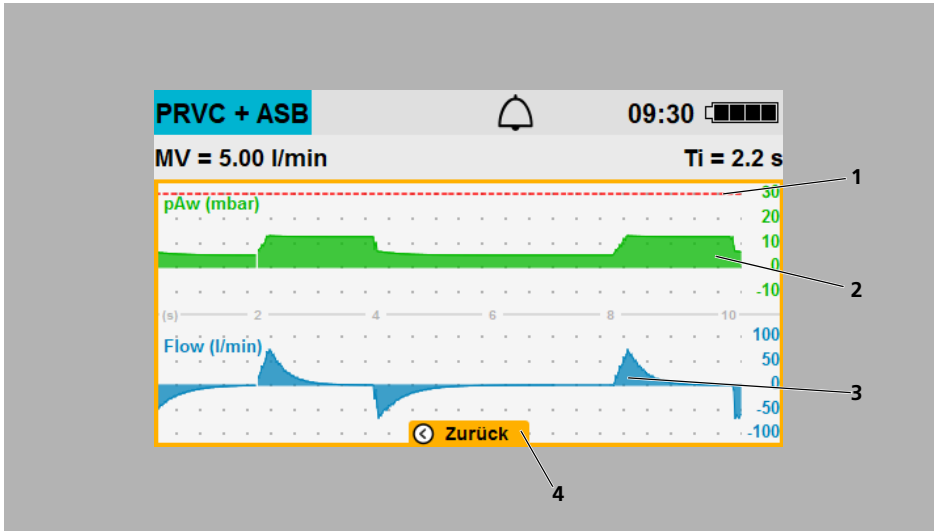 PRVC + ASB 09:30
MV = 5.00 l/min Ti = 2.2 s
1
pAw (mbar) 30
20
10
0
2
-10
(s) 2 4 6 8 10
Flow (l/min) 100
50
0
3
-50
-100
Zurück
4